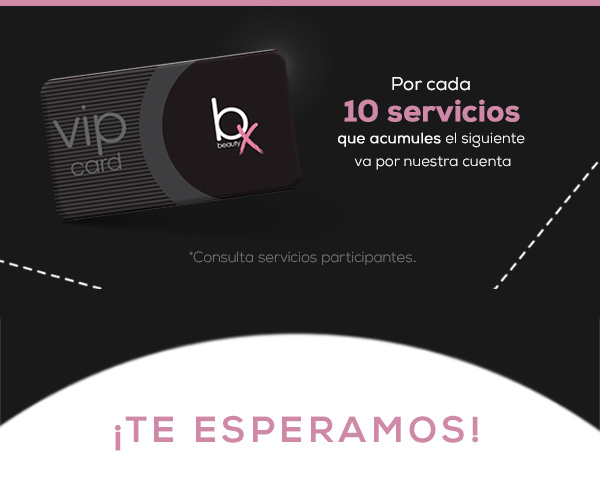 vip
card
bx
beauty
Por cada
10 servicios
que acumules el siguiente
va por nuestra cuenta
*Consulta servicios participantes.
¡TE ESPERAMOS!